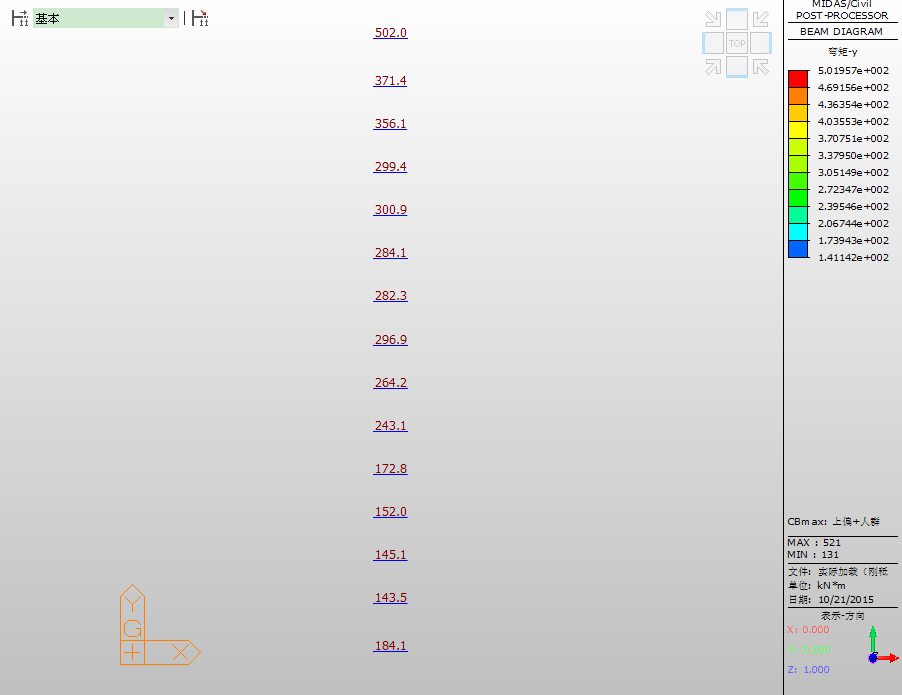 基本
502.0
371.4
356.1
299.4
300.9
284.1
282.3
296.9
264.2
243.1
172.8
152.0
145.1
143.5
184.1
Y
G
X
TOP
MIDAS/Civil
POST-PROCESSOR
BEAM DIAGRAM
弯矩-y
5.01957e+002
4.69156e+002
4.36354e+002
4.03553e+002
3.70751e+002
3.37950e+002
3.05149e+002
2.72347e+002
2.39546e+002
2.06744e+002
1.73943e+002
1.41142e+002
CBmax: 上偏+人群
MAX : 521
MIN : 131
文件: 实际加载（刚秪
单位: kN*m
日期: 10/21/2015
表示-方向
X: 0.000
Y: 0.000
Z: 1.000
Z